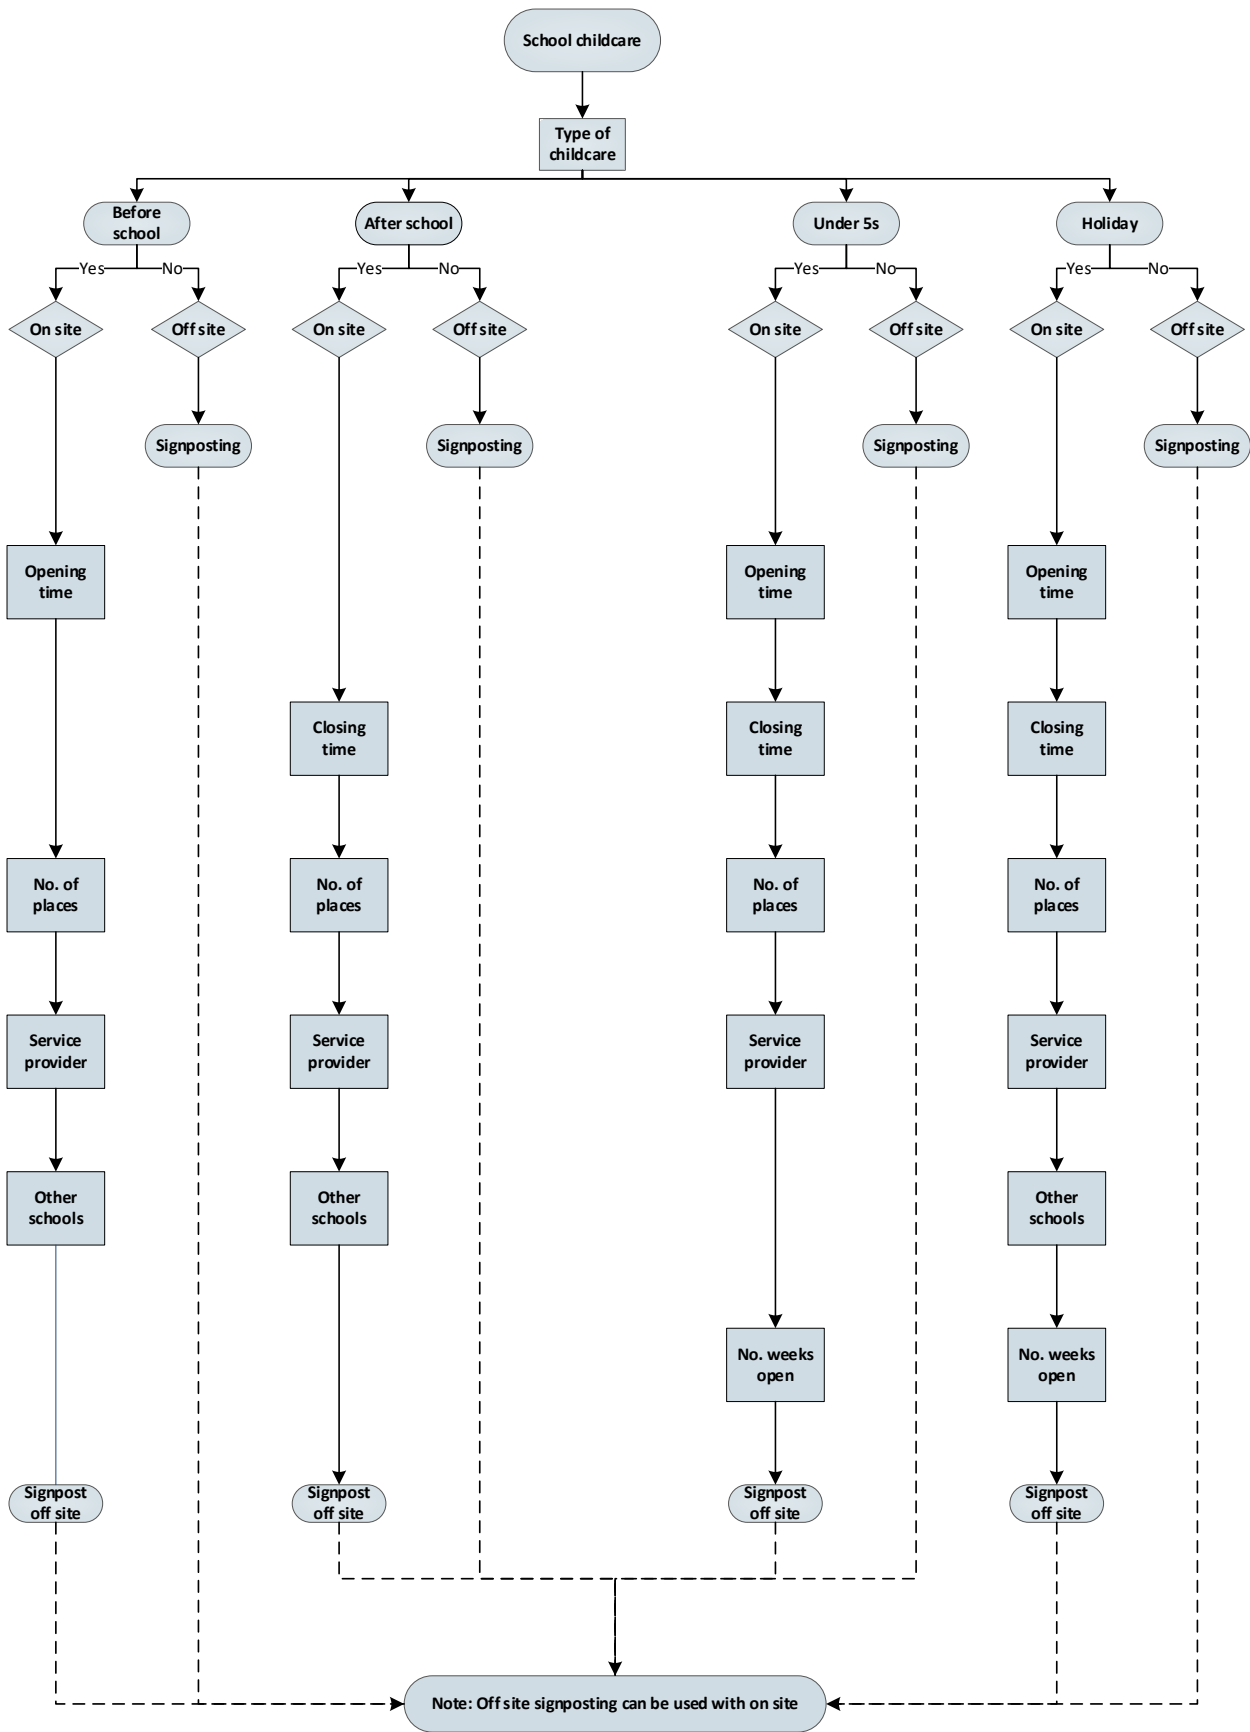 School childcare
Type of
childcare
Before
school
After school
Under 5s
Holiday
Yes
No
Yes
No
Yes
No
Yes
No
On site
Off site
On site
Off site
On site
Off site
On site
Off site
Signposting
Signposting
Signposting
Signposting
Opening
time
Opening
time
Opening
time
Closing
time
Closing
time
Closing
time
No. of
places
No. of
places
No. of
places
No. of
places
Service
provider
Service
provider
Service
provider
Service
provider
Other
schools
Other
schools
Other
schools
No. weeks
open
No. weeks
open
Signpost
off site
Signpost
off site
Signpost
off site
Signpost
off site
Note: Off site signposting can be used with on site